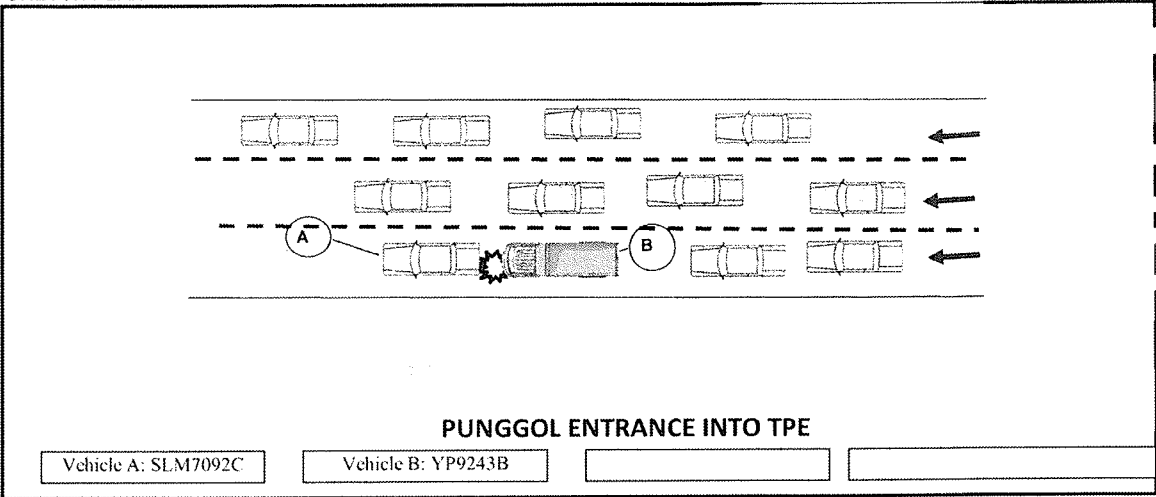 A
B
PUNGGOL ENTRANCE INTO TPE
Vehicle A: SLM7092C
Vehicle B: YP9243B